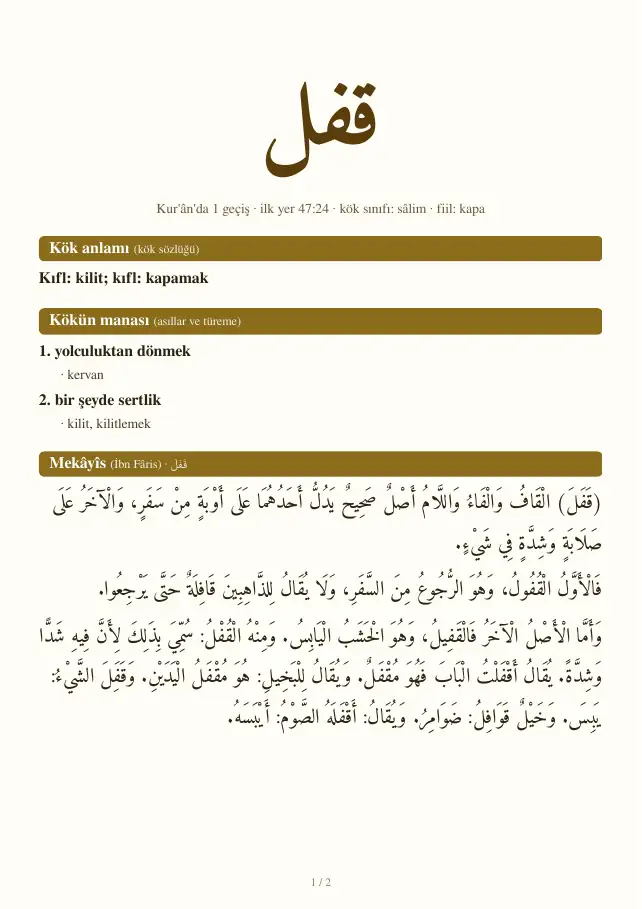 قفل
Kur'ân'da 1 geçiş · ilk yer 47:24 · kök sınıfı: sâlim · fiil: kapa
Kök anlamı (kök sözlüğü)
Kıfl: kilit; kıfl: kapamak
Kökün manası (asıllar ve türeme)
1. yolculuktan dönmek
· kervan
2. bir şeyde sertlik
· kilit, kilitlemek
Mekâyîs (İbn Fâris) · قَفَل
(قَفَلَ) الْقَافُ وَالْفَاءُ وَاللَّامُ أَصْلٌ صَحِيحٌ يَدُلُّ أَحَدُهُمَا عَلَى أَوْبَةٍ مِنْ سَفَرٍ، وَالْآخَرُ عَلَى
صَلَابَةٍ وَشِدَّةٍ فِي شَيْءٍ.
فَالْأَوَّلُ الْقُفُولُ، وَهُوَ الرُّجُوعُ مِنَ السَّفَرِ، وَلَا يُقَالُ لِلذَّاهِبِينَ قَافِلَةٌ حَتَّى يَرْجِعُوا.
وَأَمَّا الْأَصْلُ الْآخَرُ فَالْقَفِيلُ، وَهُوَ الْخَشَبُ الْيَابِسُ. وَمِنْهُ الْقُفْلُ: سُمِّيَ بِذَلِكَ لِأَنَّ فِيهِ شَدًّا
وَشِدَّةً. يُقَالُ أَقْفَلْتُ الْبَابَ فَهُوَ مُقْفَلٌ. وَيُقَالُ لِلْبَخِيلِ: هُوَ مُقْفَلُ الْيَدَيْنِ. وَقَفِلَ الشَّيْءُ:
يَبِسَ. وَخَيْلٌ قَوَافِلُ: ضَوَامِرُ. وَيُقَالُ: أَقْفَلَهُ الصَّوْمُ: أَيْبَسَهُ.
1 / 2